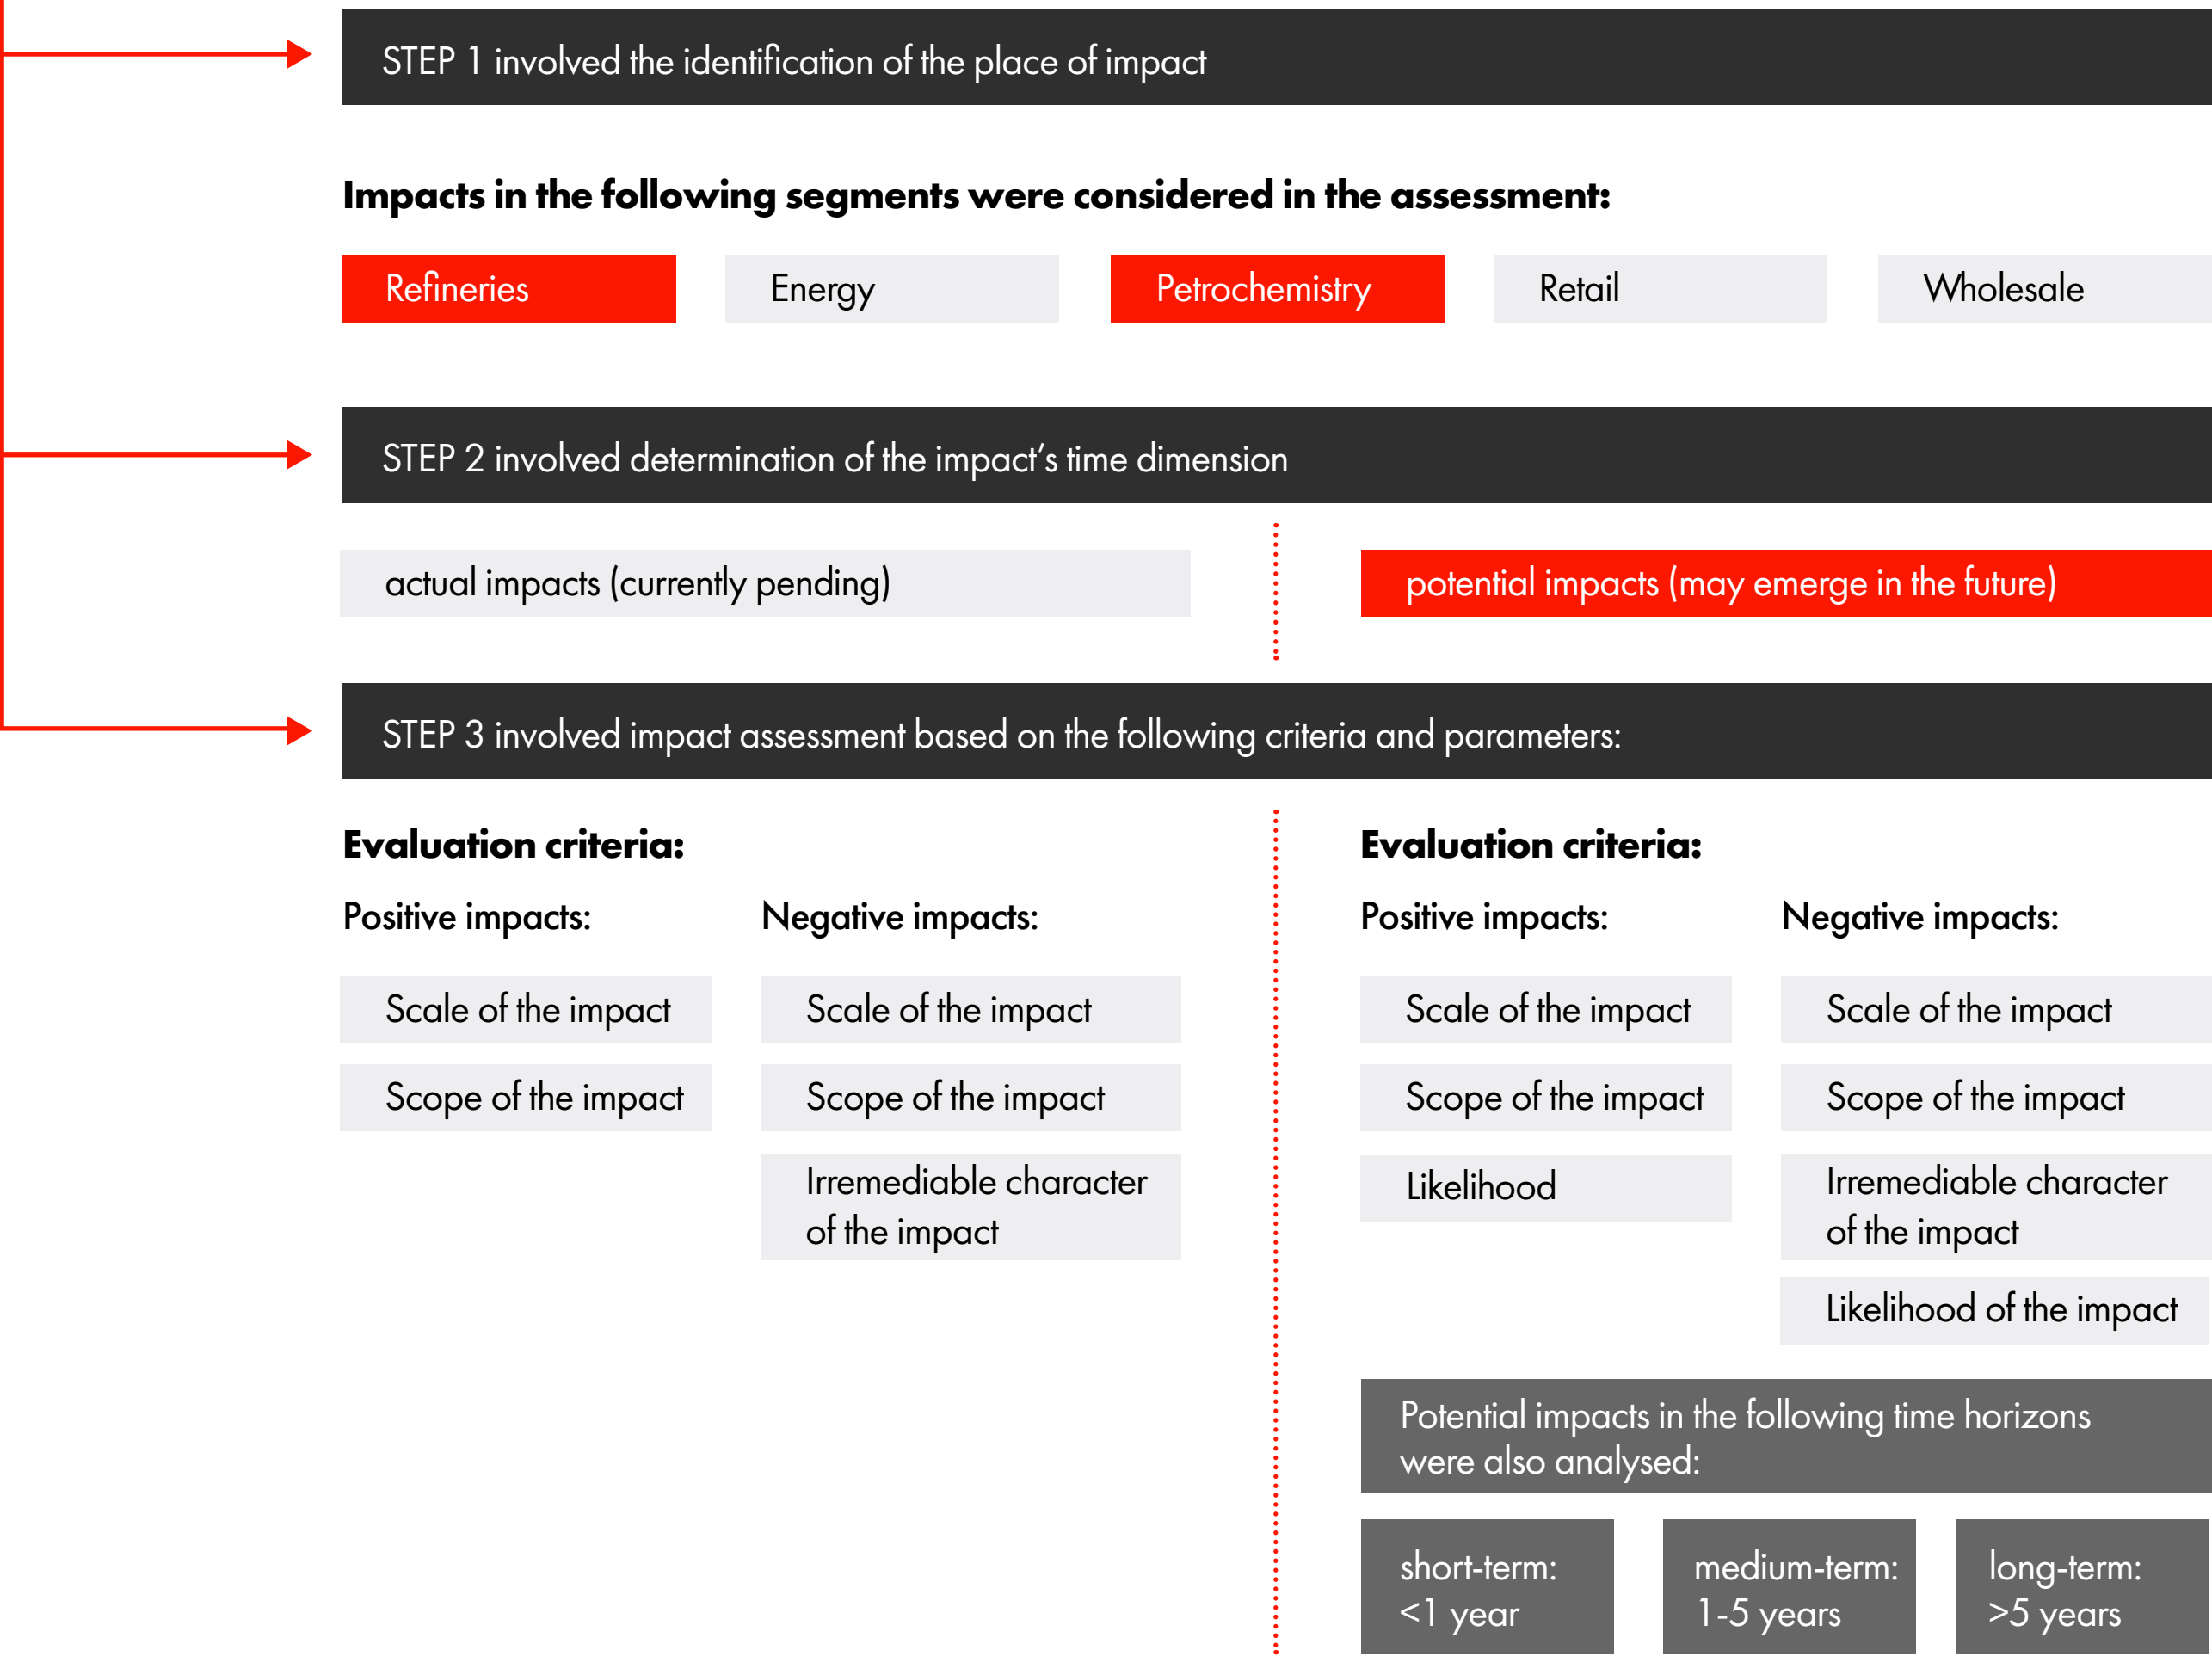 STEP 1 involved the identification of the place of impact
Impacts in the following segments were considered in the assessment:
Refineries
Energy
Petrochemistry
Retail
Wholesale
STEP 2 involved determination of the impact’s time dimension
actual impacts (currently pending)
potential impacts (may emerge in the future)
STEP 3 involved impact assessment based on the following criteria and parameters:
Evaluation criteria:
Positive impacts:
Negative impacts:
Scale of the impact
Scale of the impact
Scope of the impact
Scope of the impact
Irremediable character
of the impact
Evaluation criteria:
Positive impacts:
Negative impacts:
Scale of the impact
Scale of the impact
Scope of the impact
Scope of the impact
Likelihood
Irremediable character
of the impact
Likelihood of the impact
Potential impacts in the following time horizons
were also analysed:
short-term:
<1 year
medium-term:
1-5 years
long-term:
>5 years